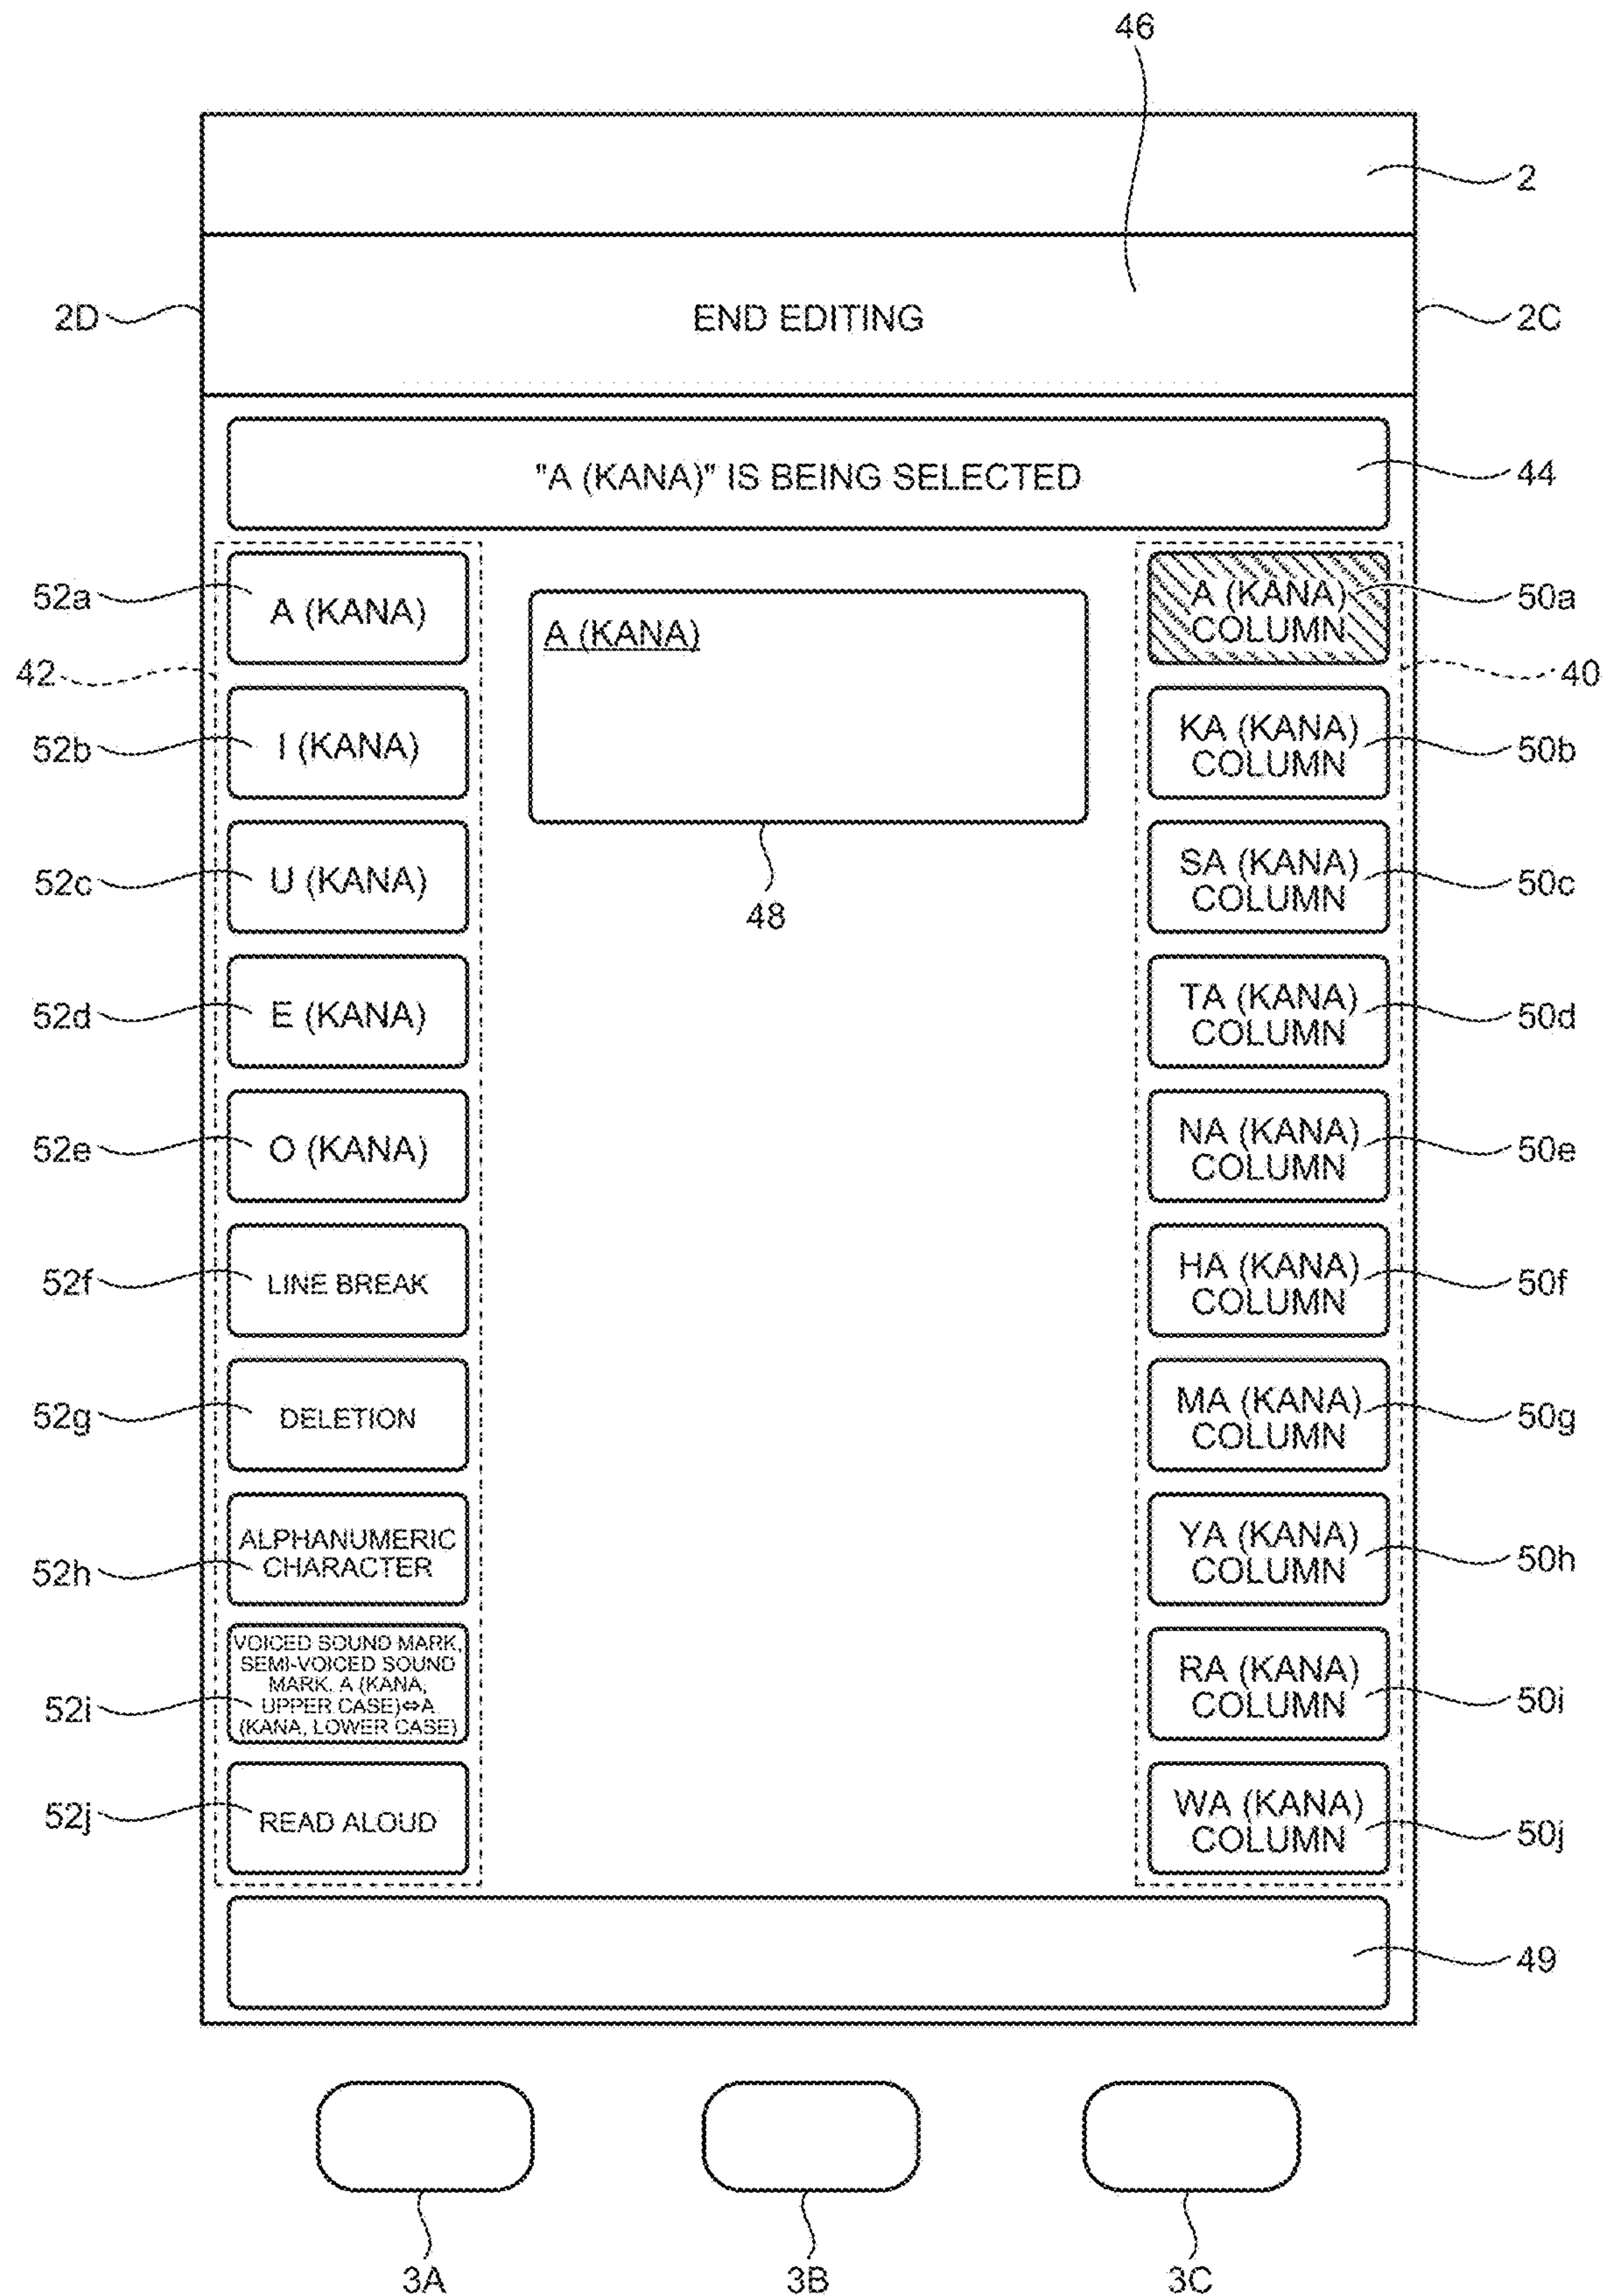 46
2
2D
END EDITING
2C
"A (KANA)" IS BEING SELECTED
44
52a
A (KANA)
A (KANA)
A (KANA)
COLUMN
50a
42
40
52b
I (KANA)
KA (KANA)
COLUMN
50b
52c
U (KANA)
48
SA (KANA)
COLUMN
50c
52d
E (KANA)
TA (KANA)
COLUMN
50d
52e
O (KANA)
NA (KANA)
COLUMN
50e
52f
LINE BREAK
HA (KANA)
COLUMN
50f
52g
DELETION
MA (KANA)
COLUMN
50g
52h
ALPHANUMERIC
CHARACTER
YA (KANA)
COLUMN
50h
52i
VOICED SOUND MARK,
SEMI-VOICED SOUND
MARK, A (KANA,
UPPER CASE)⇔A
(KANA, LOWER CASE)
RA (KANA)
COLUMN
50i
52j
READ ALOUD
WA (KANA)
COLUMN
50j
49
3A
3B
3C